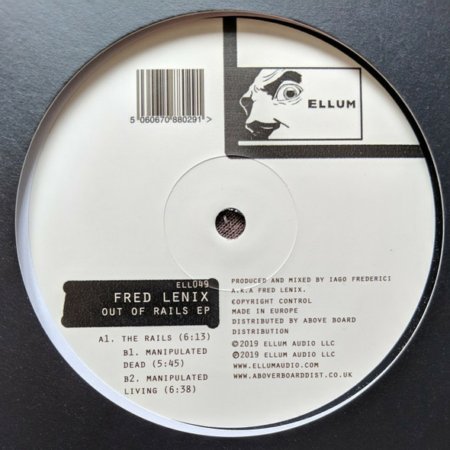 ELLUM
5 060670 880291 >
ELL049
FRED LENIX
OUT OF RAILS EP
A1. THE RAILS (6:13)
B1. MANIPULATED
DEAD (5:45)
B2. MANIPULATED
LIVING (6:38)
PRODUCED AND MIXED BY IAGO FREDERICI
A.K.A FRED LENIX.
COPYRIGHT CONTROL
MADE IN EUROPE
DISTRIBUTED BY ABOVE BOARD
DISTRIBUTION
©2019 ELLUM AUDIO LLC
℗2019 ELLUM AUDIO LLC
WWW.ELLUMAUDIO.COM
WWW.ABOVEBOARDDIST.CO.UK